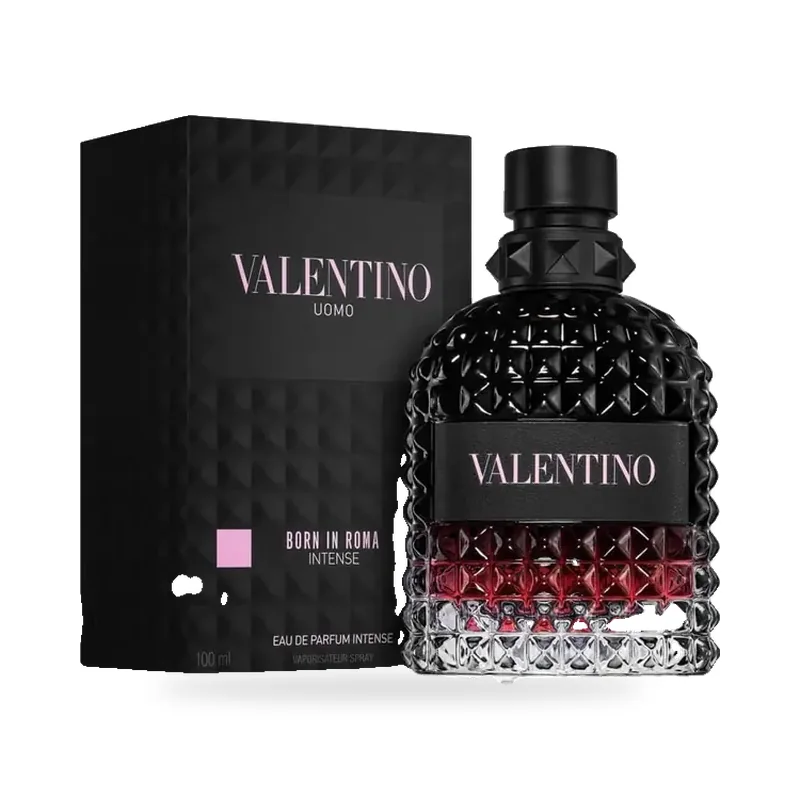 VALENTINO
UOMO
BORN IN ROMA
INTENSE
EAU DE PARFUM INTENSE
100 ml
VAPORISATEUR SPRAY
VALENTINO